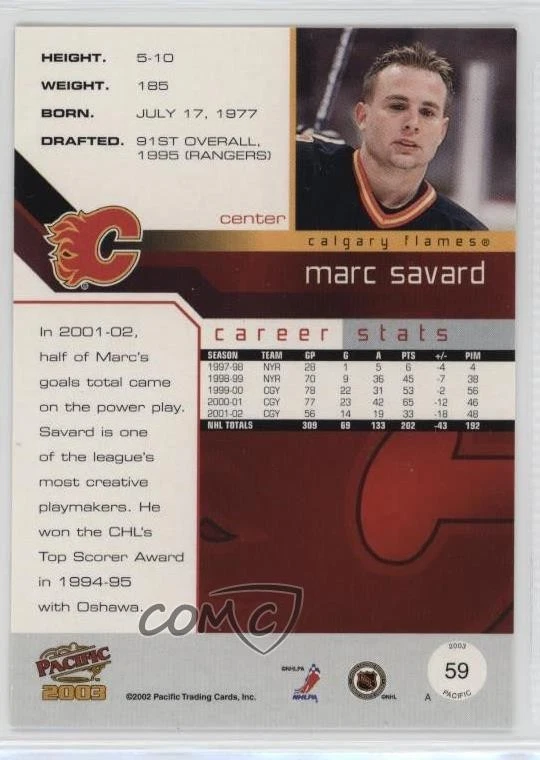 HEIGHT. 5-10
WEIGHT. 185
BORN. JULY 17, 1977
DRAFTED. 91ST OVERALL,
1995 (RANGERS)
center
calgary flames®
marc savard
In 2001-02,
half of Marc's
goals total came
on the power play.
Savard is one
of the league's
most creative
playmakers. He
won the CHL's
Top Scorer Award
in 1994-95
with Oshawa.
career stats
SEASON TEAM GP G A PTS +/- PIM
1997-98 NYR 28 1 5 6 -4 4
1998-99 NYR 70 9 36 45 -7 38
1999-00 CGY 78 22 31 53 -2 56
2000-01 CGY 77 23 42 65 -12 46
2001-02 CGY 56 14 19 33 -18 48
NHL TOTALS 309 69 133 202 -43 192
COMC
PACIFIC
2003
©2002 Pacific Trading Cards, Inc.
©NHLPA
NHLPA
©NHL
A
2003
59
PACIFIC